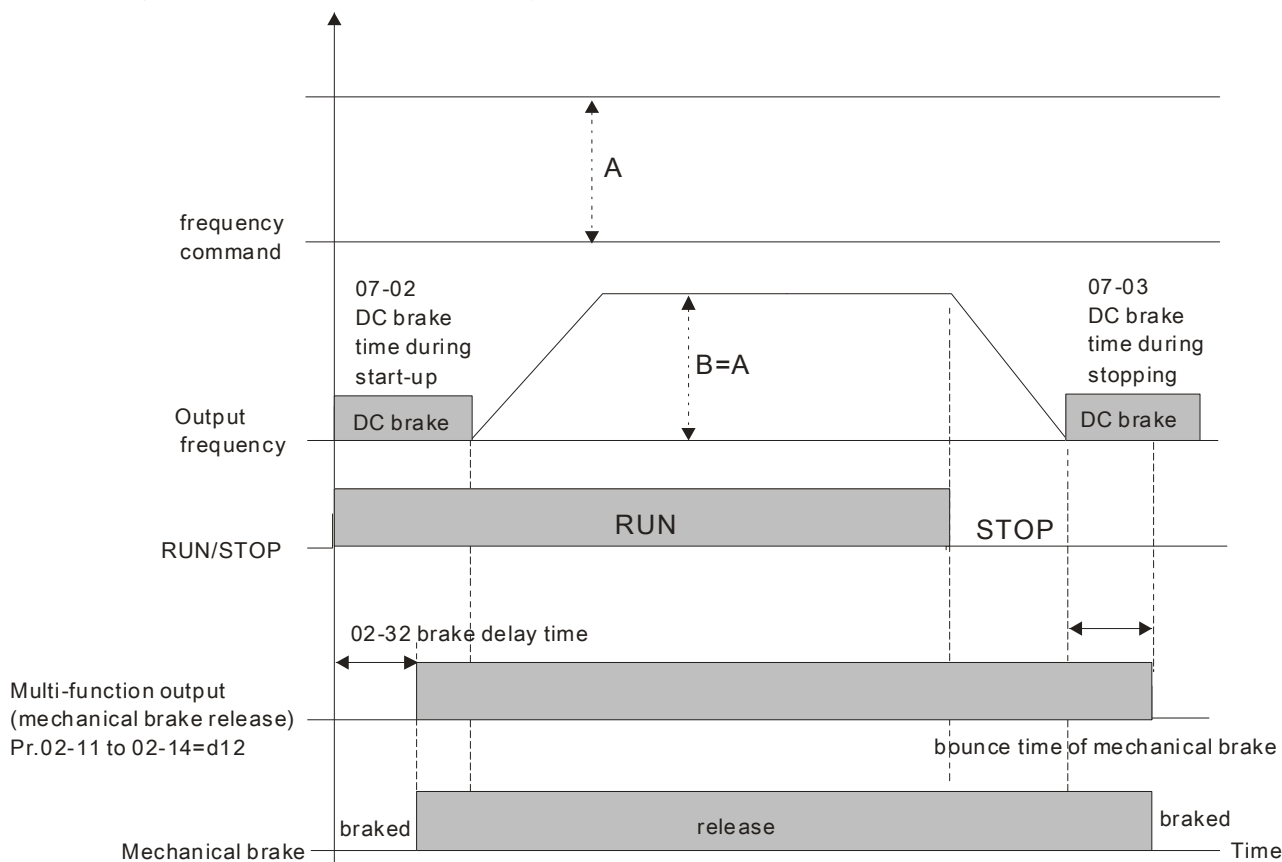 A
frequency
command
07-02
DC brake
time during
start-up
07-03
DC brake
time during
stopping
B=A
Output
frequency
DC brake
DC brake
RUN/STOP
RUN
STOP
02-32 brake delay time
Multi-function output
(mechanical brake release)
Pr.02-11 to 02-14=d12
bounce time of mechanical brake
braked
release
braked
Mechanical brake
Time